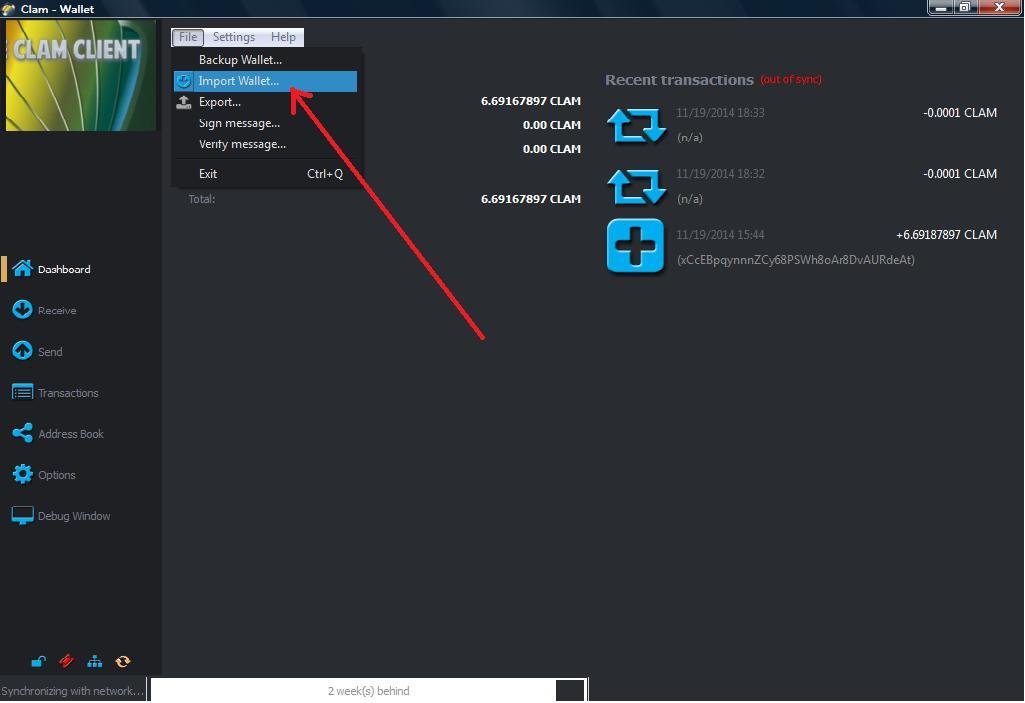 Clam - Wallet
CLAM CLIENT
File Settings Help
Backup Wallet...
Import Wallet...
Export...
Sign message...
Verify message...
Exit Ctrl+Q
6.69167897 CLAM
0.00 CLAM
0.00 CLAM
Total: 6.69167897 CLAM
Recent transactions (out of sync)
11/19/2014 18:33 -0.0001 CLAM
(n/a)
11/19/2014 18:32 -0.0001 CLAM
(n/a)
11/19/2014 15:44 +6.69187897 CLAM
(xCcEBpqynnnZCy68PSWh8oAr8DvAURdeAt)
Dashboard
Receive
Send
Transactions
Address Book
Options
Debug Window
Synchronizing with network...
2 week(s) behind